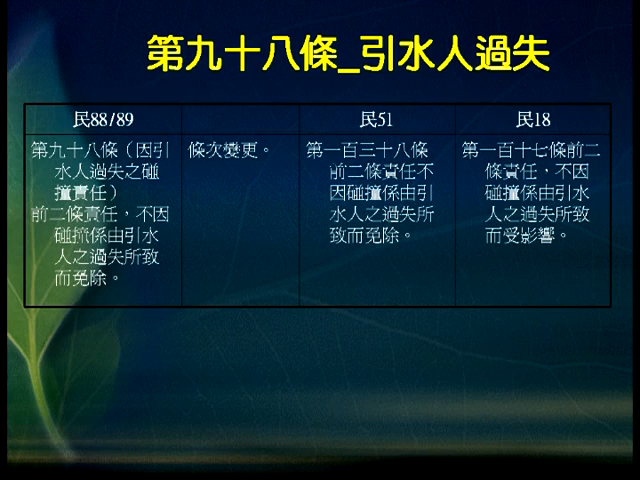 第九十八條_引水人過失
民88/89
民51
民18
第九十八條（因引
水人過失之碰
撞責任）
前二條責任，不因
碰撞係由引水
人之過失所致
而免除。
條次變更。
第一百三十八條
前二條責任不
因碰撞係由引
水人之過失所
致而免除。
第一百十七條前二
條責任，不因
碰撞係由引水
人之過失所致
而受影響。